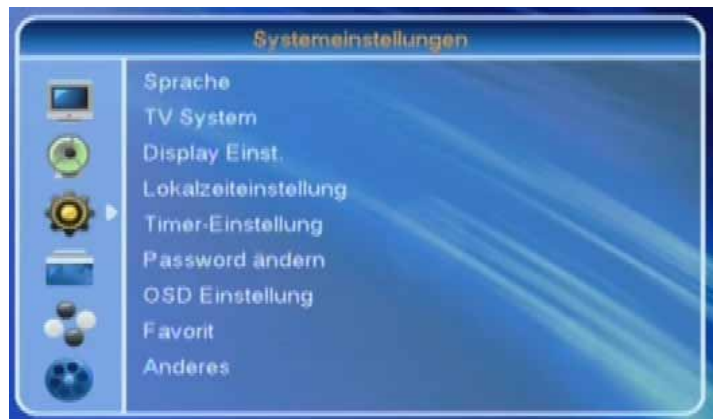 Systemeinstellungen
Sprache
TV System
Display Einst.
Lokalzeiteinstellung
Timer-Einstellung
Password ändern
OSD Einstellung
Favorit
Anderes